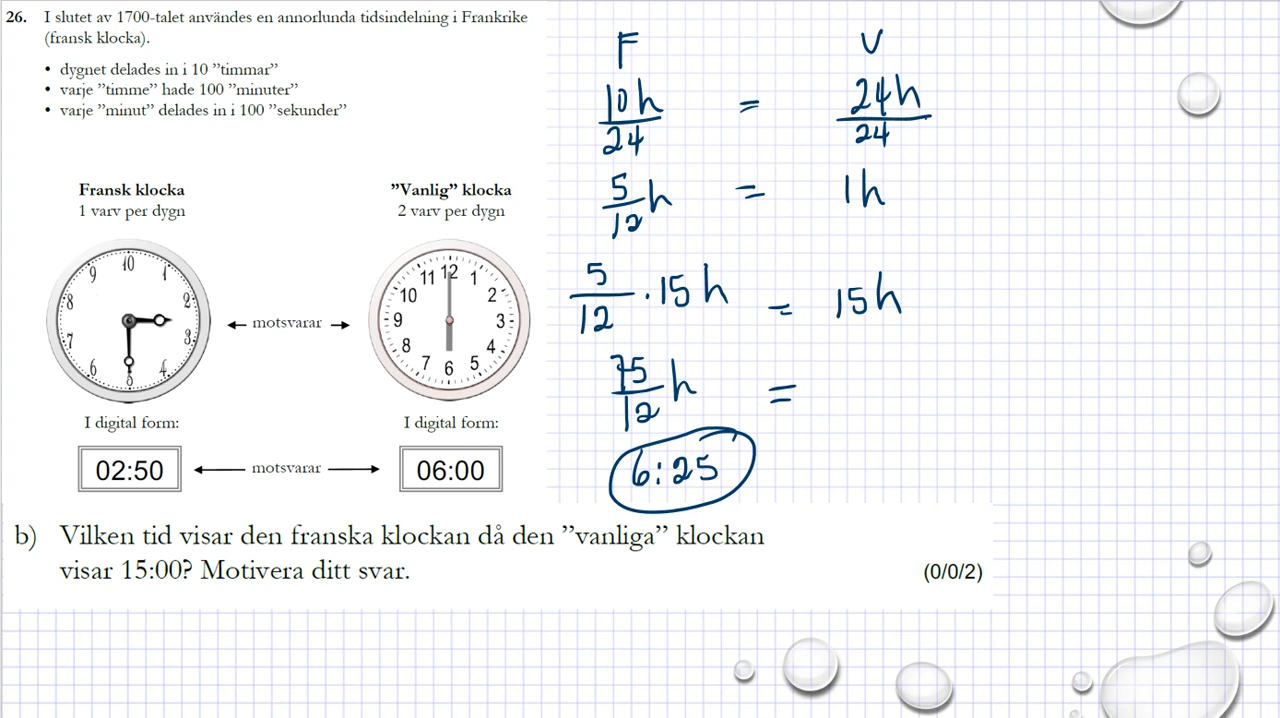 26. I slutet av 1700-talet användes en annorlunda tidsindelning i Frankrike
(fransk klocka).
• dygnet delades in i 10 ”timmar”
• varje ”timme” hade 100 ”minuter”
• varje ”minut” delades in i 100 ”sekunder”
Fransk klocka
1 varv per dygn
10
1
2
3
4
5
6
7
8
9
I digital form:
02:50
motsvarar
motsvarar
”Vanlig” klocka
2 varv per dygn
12
1
2
3
4
5
6
7
8
9
10
11
I digital form:
06:00
F V
10h/24 = 24h/24
5/12 h = 1h
5/12 · 15h = 15h
75/12 h =
6:25
b) Vilken tid visar den franska klockan då den ”vanliga” klockan
visar 15:00? Motivera ditt svar.
(0/0/2)